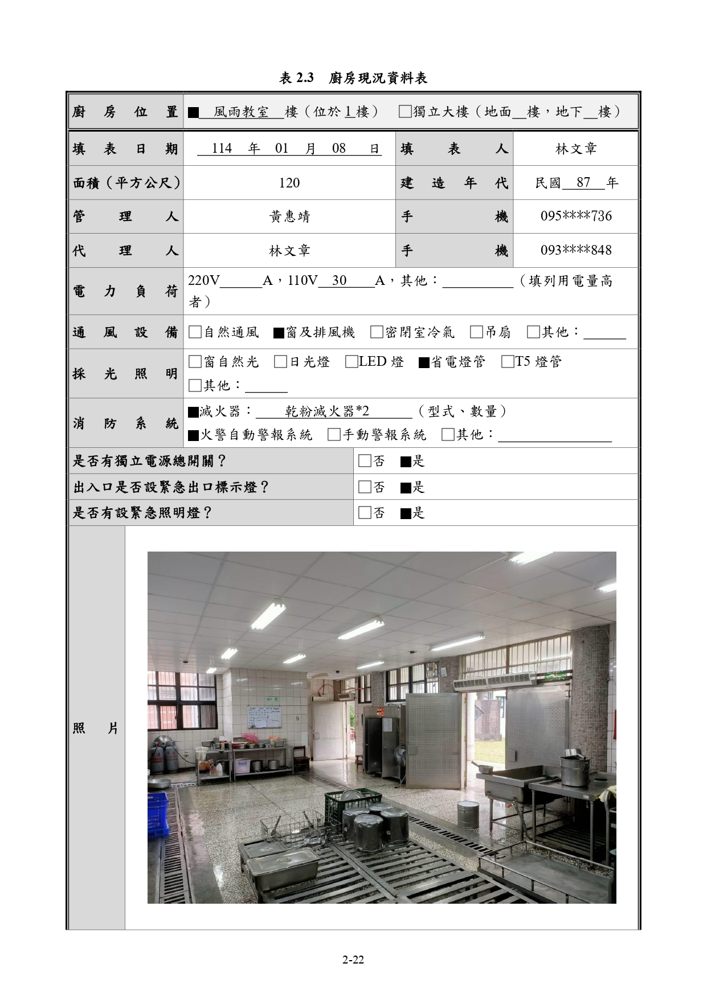 表 2.3　廚房現況資料表
廚房位置 ■　風雨教室　樓（位於 1 樓）　□獨立大樓（地面__樓，地下__樓）
填表日期 114 年 01 月 08 日 填表人 林文章
面積（平方公尺） 120 建造年代 民國 87 年
管理人 黃惠靖 手機 095****736
代理人 林文章 手機 093****848
電力負荷 220V______A，110V__30____A，其他：__________（填列用電量高
者）
通風設備 □自然通風　■窗及排風機　□密閉室冷氣　□吊扇　□其他：______
採光照明 □窗自然光　□日光燈　□LED 燈　■省電燈管　□T5 燈管
□其他：______
消防系統 ■滅火器：____乾粉滅火器*2______（型式、數量）
■火警自動警報系統　□手動警報系統　□其他：________________
是否有獨立電源總開關？ □否　■是
出入口是否設緊急出口標示燈？ □否　■是
是否有設緊急照明燈？ □否　■是
照片
2-22